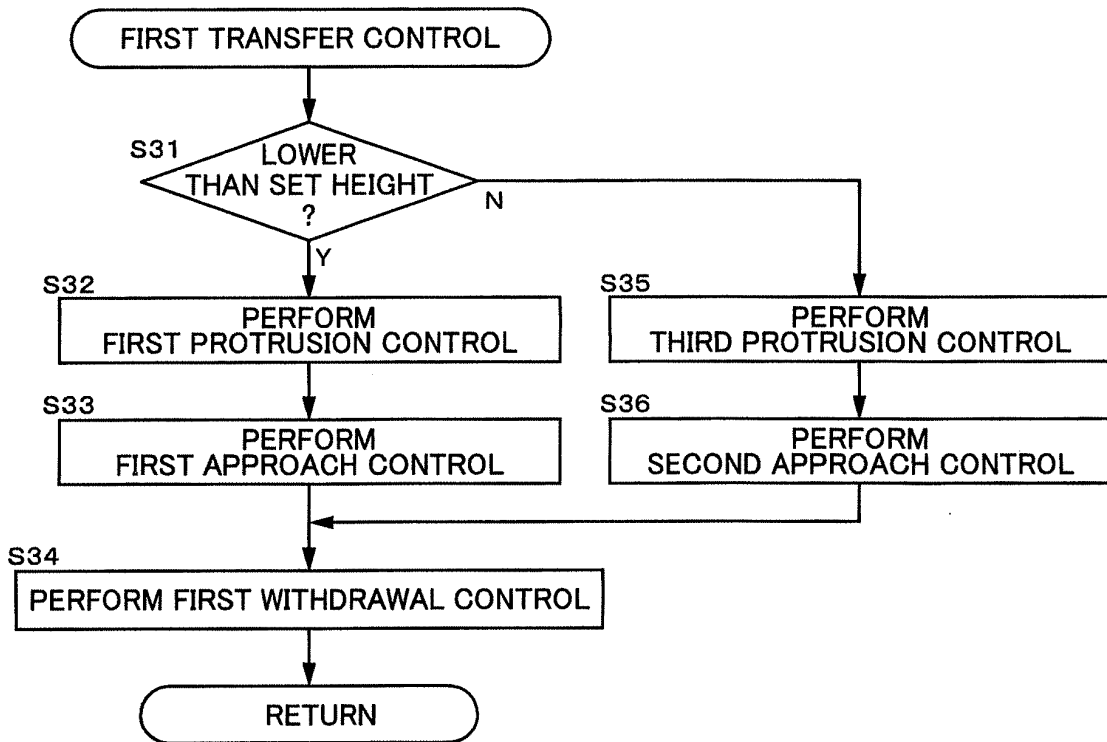 FIRST TRANSFER CONTROL
S31
LOWER
THAN SET HEIGHT
?
N
Y
S32
PERFORM
FIRST PROTRUSION CONTROL
S35
PERFORM
THIRD PROTRUSION CONTROL
S33
PERFORM
FIRST APPROACH CONTROL
S36
PERFORM
SECOND APPROACH CONTROL
S34
PERFORM FIRST WITHDRAWAL CONTROL
RETURN